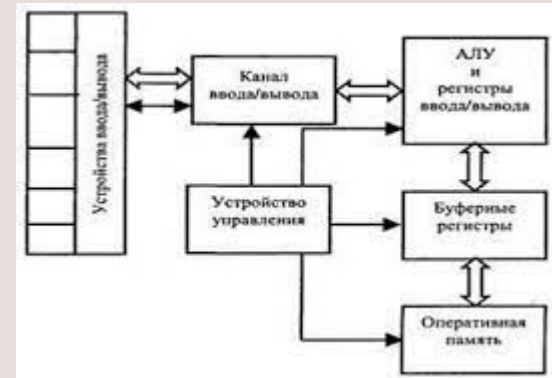 Устройства ввода/вывода
Канал
ввода/вывода
АЛУ
и
регистры
ввода/вывода
Устройство
управления
Буферные
регистры
Оперативная
память